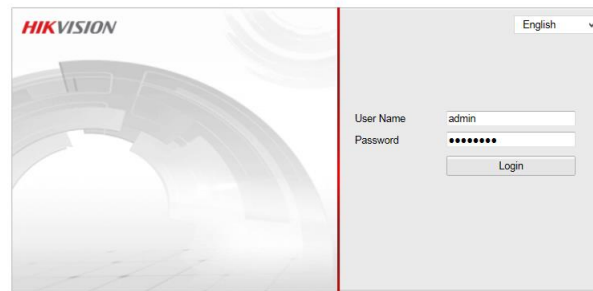 HIKVISION
English
User Name admin
Password ●●●●●●●●
Login